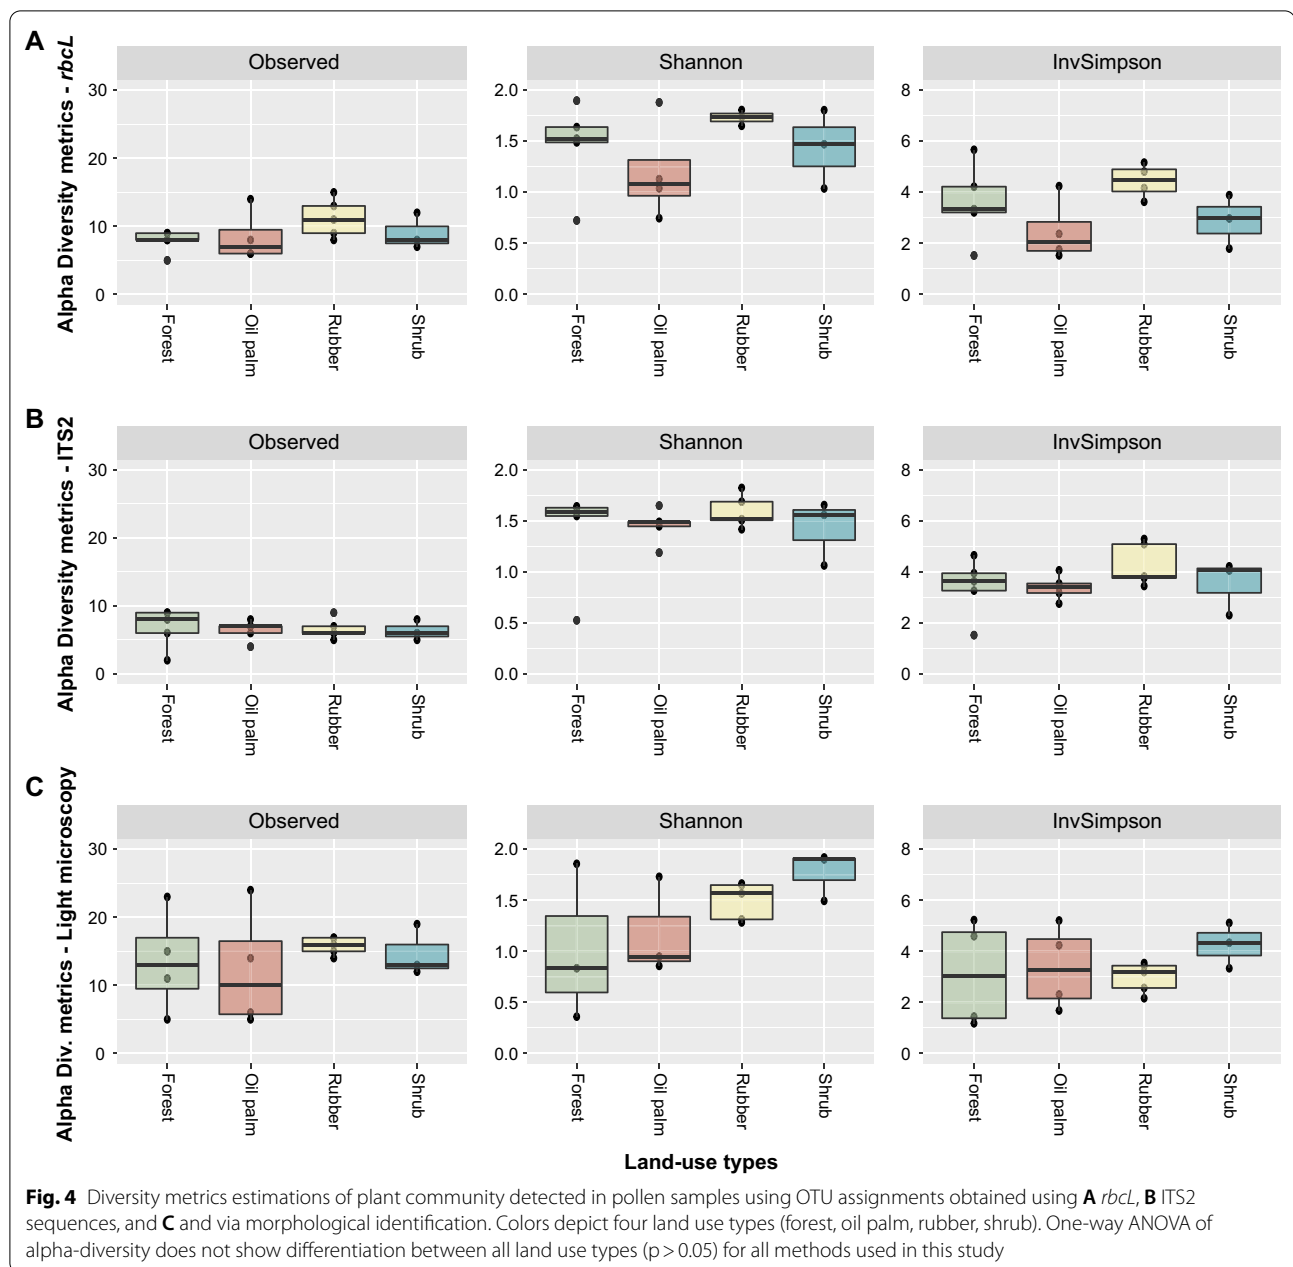 A
Alpha Diversity metrics - rbcL
Observed
Shannon
InvSimpson
30
20
10
0
2.0
1.5
1.0
0.5
0.0
8
6
4
2
0
Forest
Oil palm
Rubber
Shrub
Forest
Oil palm
Rubber
Shrub
Forest
Oil palm
Rubber
Shrub
B
Alpha Diversity metrics - ITS2
Observed
Shannon
InvSimpson
30
20
10
0
2.0
1.5
1.0
0.5
0.0
8
6
4
2
0
Forest
Oil palm
Rubber
Shrub
Forest
Oil palm
Rubber
Shrub
Forest
Oil palm
Rubber
Shrub
C
Alpha Div. metrics - Light microscopy
Observed
Shannon
InvSimpson
30
20
10
0
2.0
1.5
1.0
0.5
0.0
8
6
4
2
0
Forest
Oil palm
Rubber
Shrub
Forest
Oil palm
Rubber
Shrub
Forest
Oil palm
Rubber
Shrub
Land-use types
Fig. 4 Diversity metrics estimations of plant community detected in pollen samples using OTU assignments obtained using A rbcL, B ITS2
sequences, and C and via morphological identification. Colors depict four land use types (forest, oil palm, rubber, shrub). One-way ANOVA of
alpha-diversity does not show differentiation between all land use types (p > 0.05) for all methods used in this study